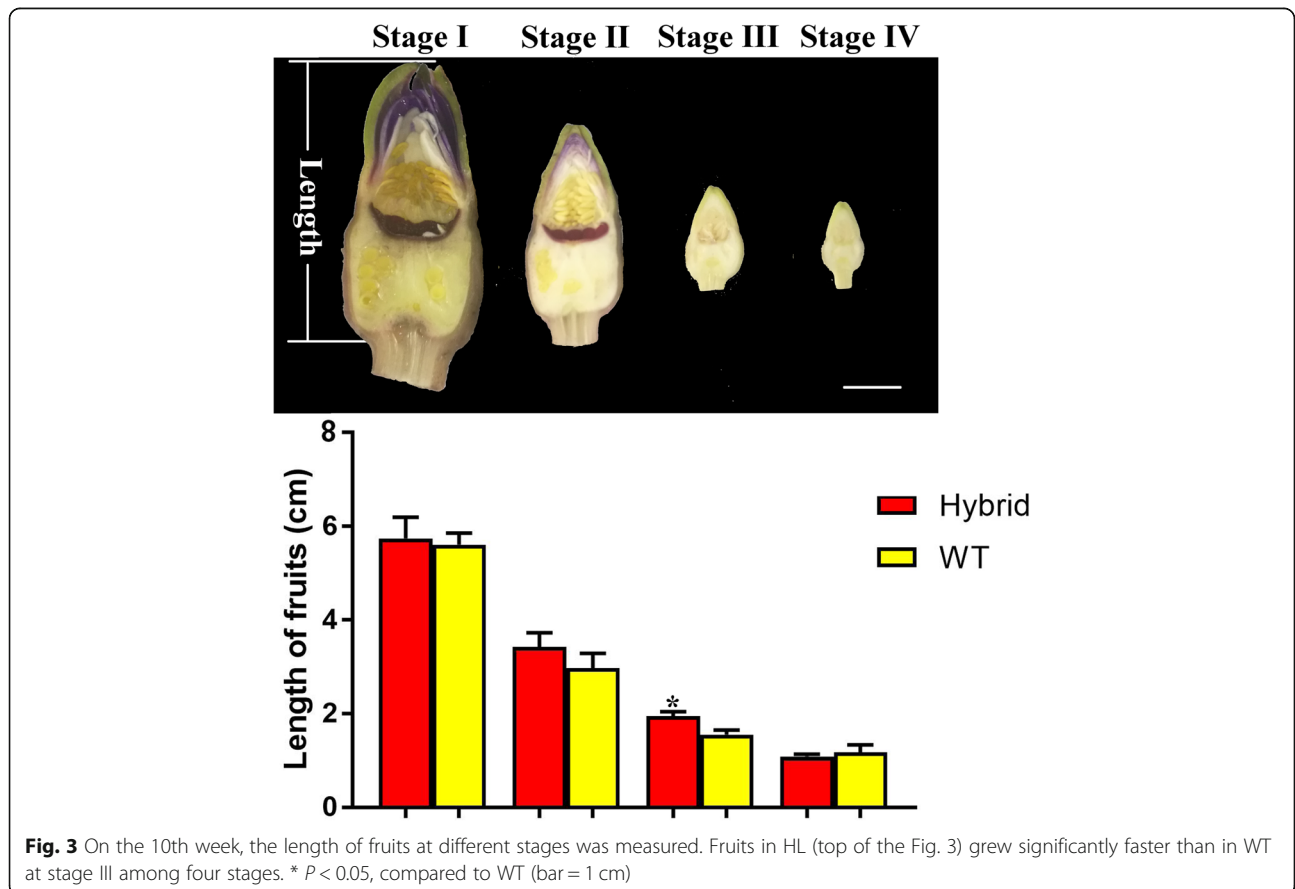 Stage I Stage II Stage III Stage IV
Length
8
6
4
2
0
Length of fruits (cm)
*
Hybrid
WT
Fig. 3 On the 10th week, the length of fruits at different stages was measured. Fruits in HL (top of the Fig. 3) grew significantly faster than in WT
at stage III among four stages. * P < 0.05, compared to WT (bar = 1 cm)